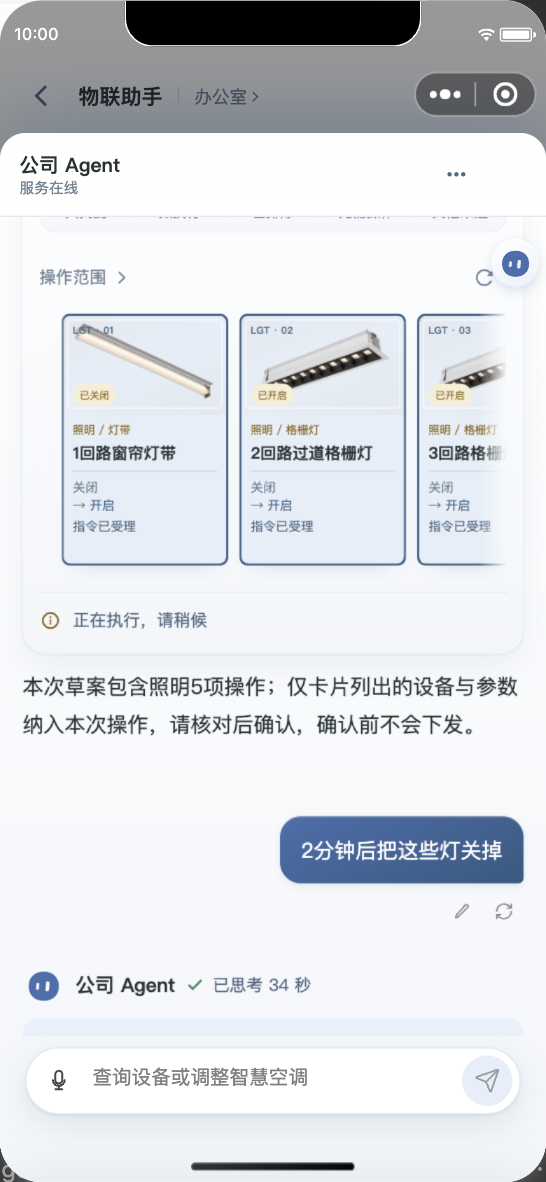 10:00
物联助手
办公室
公司 Agent
服务在线
操作范围
LGT · 01
已关闭
照明 / 灯带
1回路窗帘灯带
关闭
→ 开启
指令已受理
LGT · 02
已开启
照明 / 格栅灯
2回路过道格栅灯
关闭
→ 开启
指令已受理
LGT · 03
已开启
照明 / 格栅灯
3回路格栅
关闭
→ 开启
指令已受理
正在执行，请稍候
本次草案包含照明5项操作；仅卡片列出的设备与参数
纳入本次操作，请核对后确认，确认前不会下发。
2分钟后把这些灯关掉
公司 Agent 已思考 34 秒
查询设备或调整智慧空调